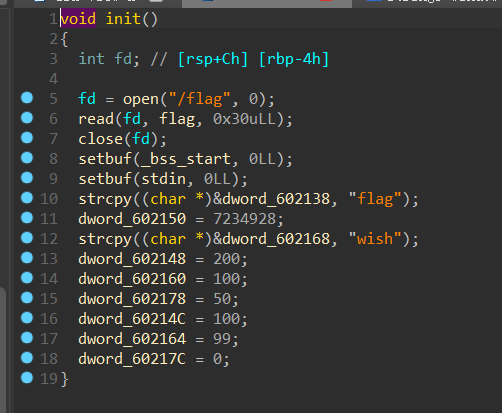 1 void init()
2 {
3 int fd; // [rsp+Ch] [rbp-4h]
4
5 fd = open("/flag", 0);
6 read(fd, flag, 0x30uLL);
7 close(fd);
8 setbuf(_bss_start, 0LL);
9 setbuf(stdin, 0LL);
10 strcpy((char *)&dword_602138, "flag");
11 dword_602150 = 7234928;
12 strcpy((char *)&dword_602168, "wish");
13 dword_602148 = 200;
14 dword_602160 = 100;
15 dword_602178 = 50;
16 dword_60214C = 100;
17 dword_602164 = 99;
18 dword_60217C = 0;
19 }